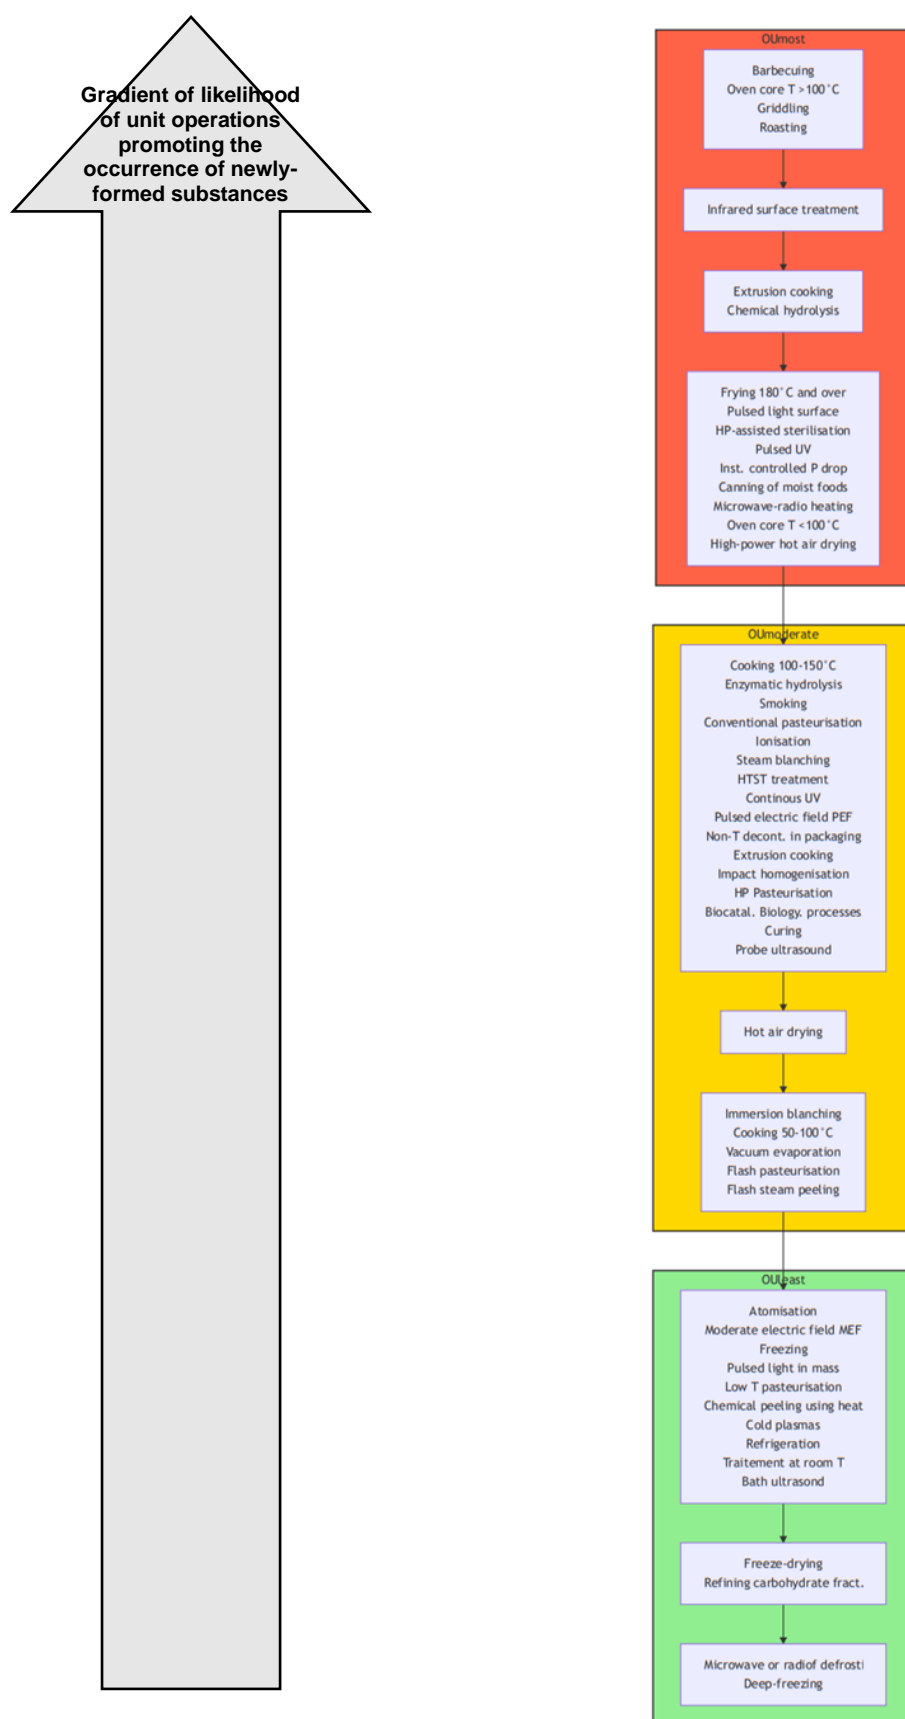 Gradient of likelihood
of unit operations
promoting the
occurrence of newly-
formed substances
OUmost
Barbecuing
Oven core T >100°C
Griddling
Roasting
Infrared surface treatment
Extrusion cooking
Chemical hydrolysis
Frying 180°C and over
Pulsed light surface
HP-assisted sterilisation
Pulsed UV
Inst. controlled P drop
Canning of moist foods
Microwave-radio heating
Oven core T <100°C
High-power hot air drying
OUmoderate
Cooking 100-150°C
Enzymatic hydrolysis
Smoking
Conventional pasteurisation
Ionisation
Steam blanching
HTST treatment
Continous UV
Pulsed electric field PEF
Non-T decont. in packaging
Extrusion cooking
Impact homogenisation
HP Pasteurisation
Biocatal. Biology. processes
Curing
Probe ultrasound
Hot air drying
Immersion blanching
Cooking 50-100°C
Vacuum evaporation
Flash pasteurisation
Flash steam peeling
OUleast
Atomisation
Moderate electric field MEF
Freezing
Pulsed light in mass
Low T pasteurisation
Chemical peeling using heat
Cold plasmas
Refrigeration
Traitement at room T
Bath ultrasond
Freeze-drying
Refining carbohydrate fract.
Microwave or radiof defrosti
Deep-freezing